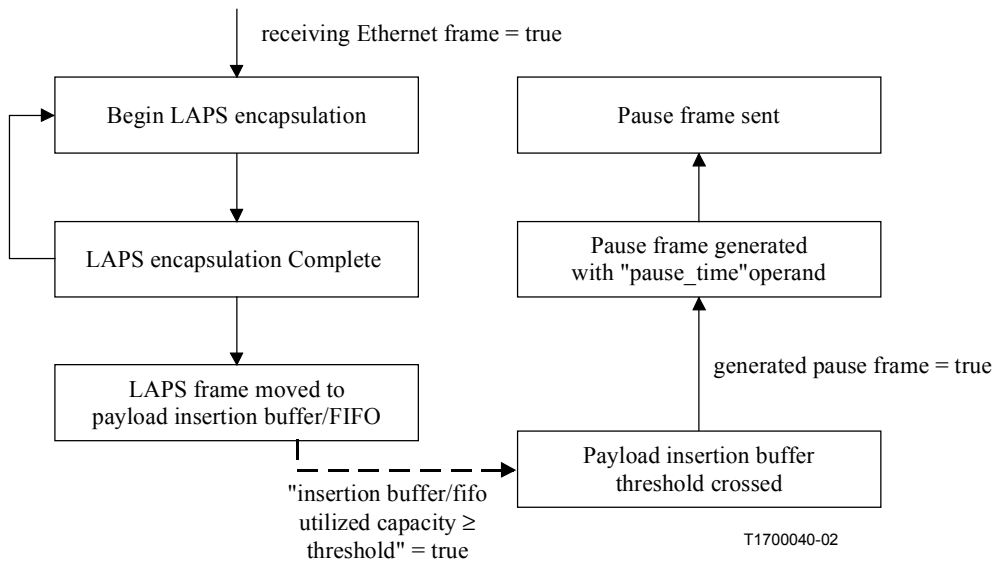 receiving Ethernet frame = true
Begin LAPS encapsulation
LAPS encapsulation Complete
LAPS frame moved to
payload insertion buffer/FIFO
"insertion buffer/fifo
utilized capacity ≥
threshold" = true
Payload insertion buffer
threshold crossed
generated pause frame = true
Pause frame generated
with "pause_time"operand
Pause frame sent
T1700040-02